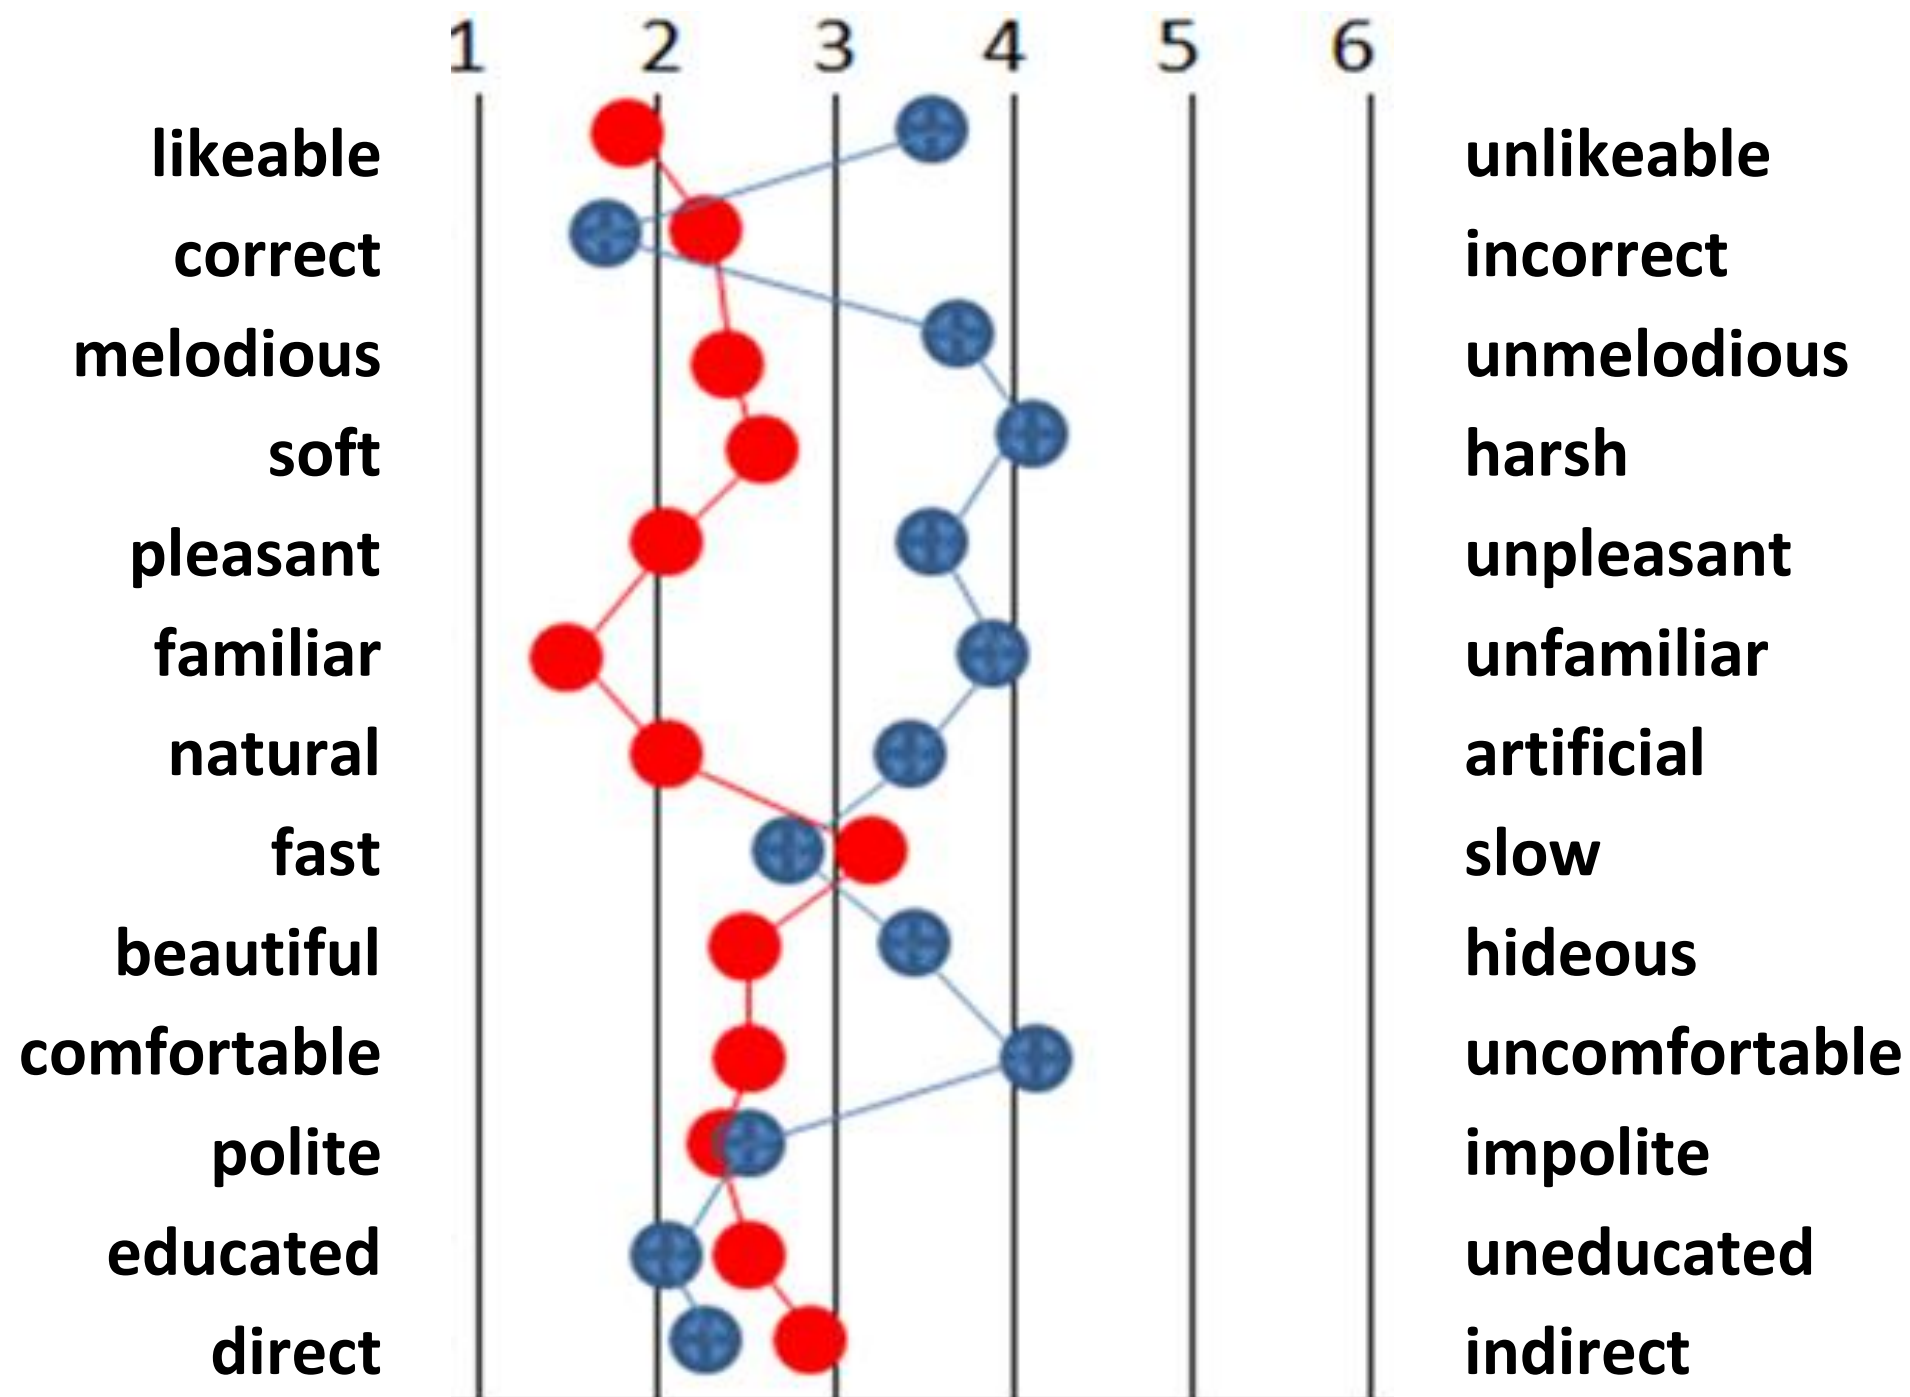 1 2 3 4 5 6
likeable unlikeable
correct incorrect
melodious unmelodious
soft harsh
pleasant unpleasant
familiar unfamiliar
natural artificial
fast slow
beautiful hideous
comfortable uncomfortable
polite impolite
educated uneducated
direct indirect